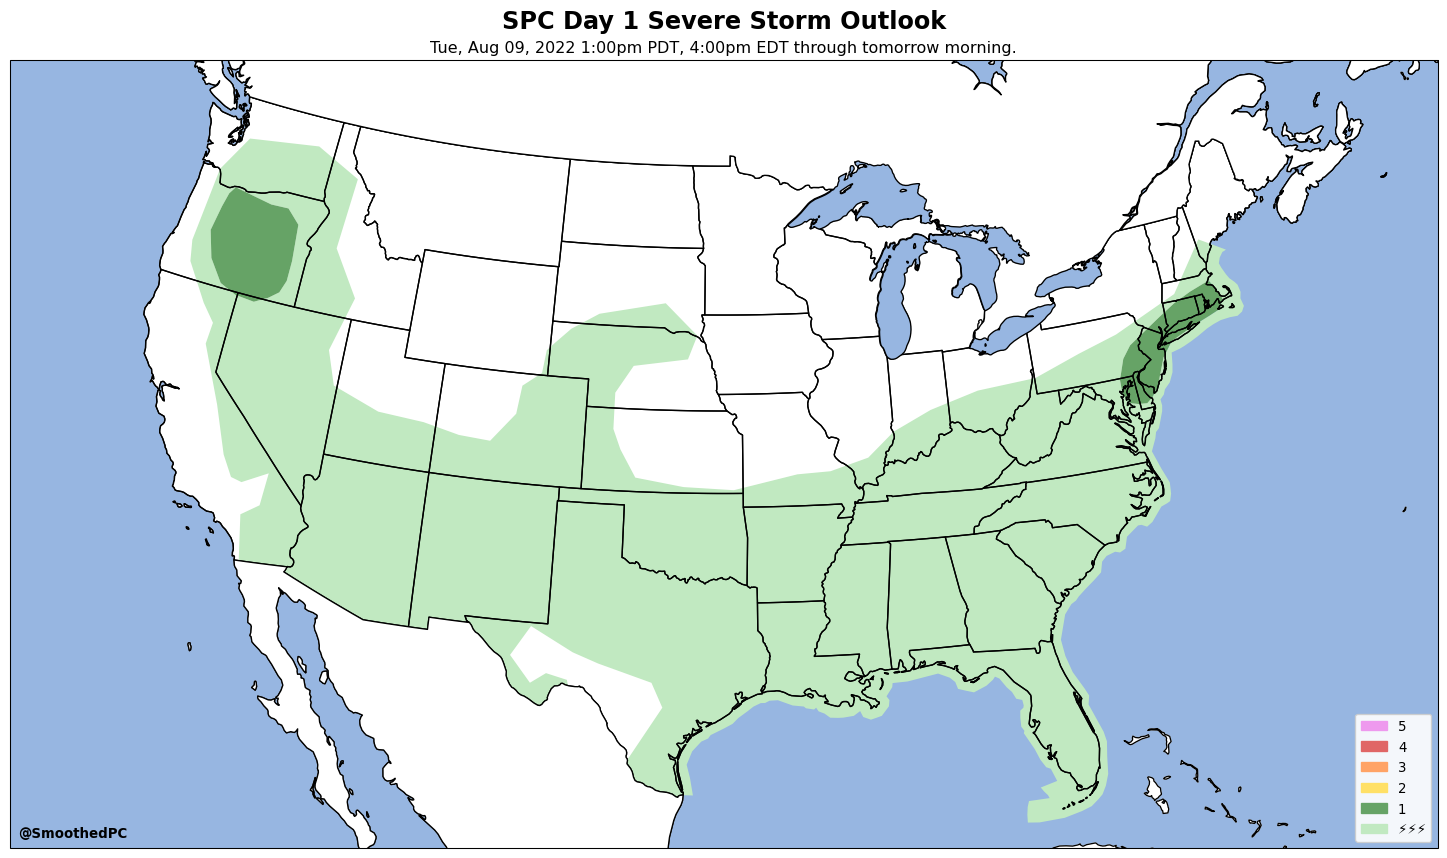 SPC Day 1 Severe Storm Outlook
Tue, Aug 09, 2022 1:00pm PDT, 4:00pm EDT through tomorrow morning.
5
4
3
2
1
⚡⚡⚡
@SmoothedPC